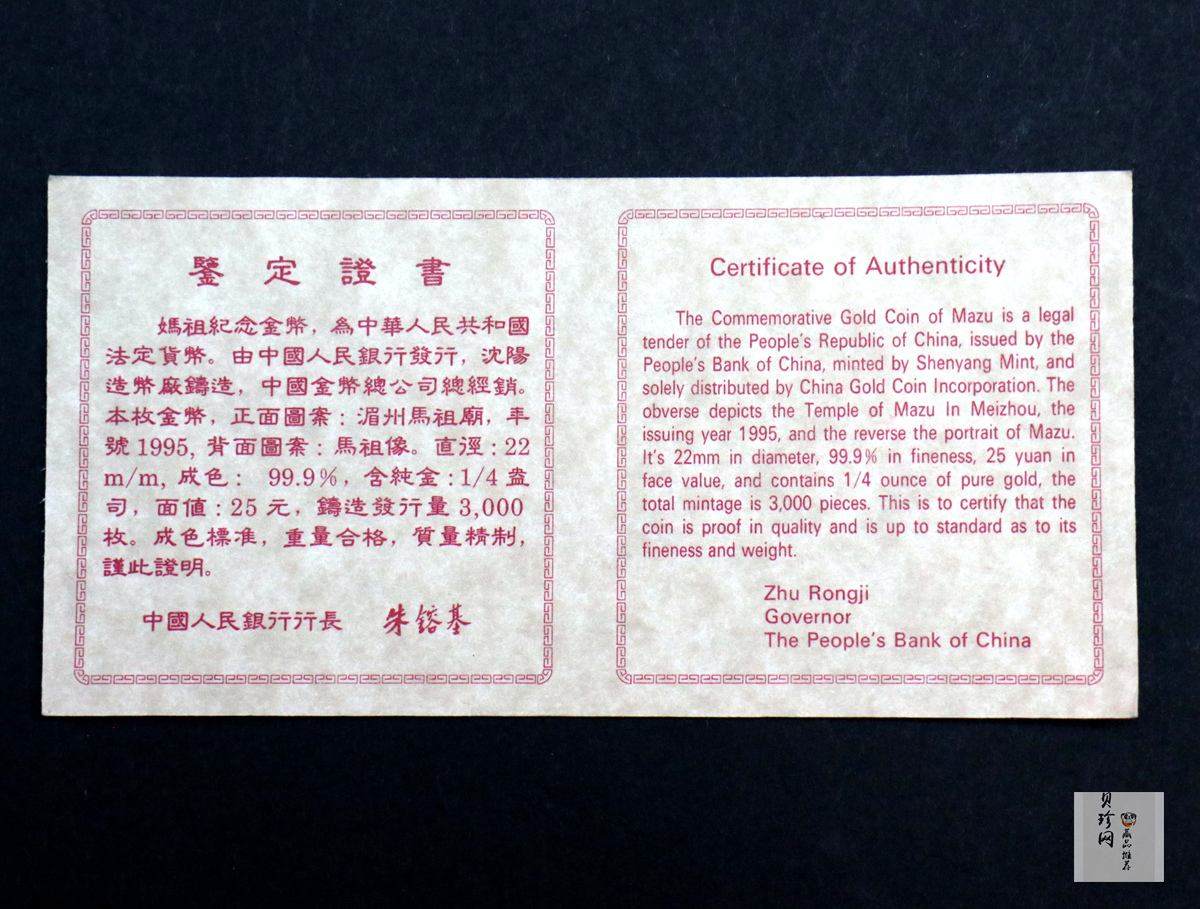 鑒定證書
媽祖紀念金幣，為中華人民共和國
法定貨幣。由中國人民銀行發行，沈陽
造幣廠鑄造，中國金幣總公司總經銷。
本枚金幣，正面圖案：湄州馬祖廟，年
號1995, 背面圖案：馬祖像。直徑：22
m/m, 成色： 99.9%，含純金：1/4 盎
司，面值：25 元，鑄造發行量 3,000
枚。成色標准，重量合格，質量精制，
謹此證明。
中國人民銀行行長 朱鎔基
Certificate of Authenticity
The Commemorative Gold Coin of Mazu is a legal
tender of the People's Republic of China, issued by the
People's Bank of China, minted by Shenyang Mint, and
solely distributed by China Gold Coin Incorporation. The
obverse depicts the Temple of Mazu In Meizhou, the
issuing year 1995, and the reverse the portrait of Mazu.
It's 22mm in diameter, 99.9% in fineness, 25 yuan in
face value, and contains 1/4 ounce of pure gold, the
total mintage is 3,000 pieces. This is to certify that the
coin is proof in quality and is up to standard as to its
fineness and weight.
Zhu Rongji
Governor
The People's Bank of China
贝珍网
藏品推荐